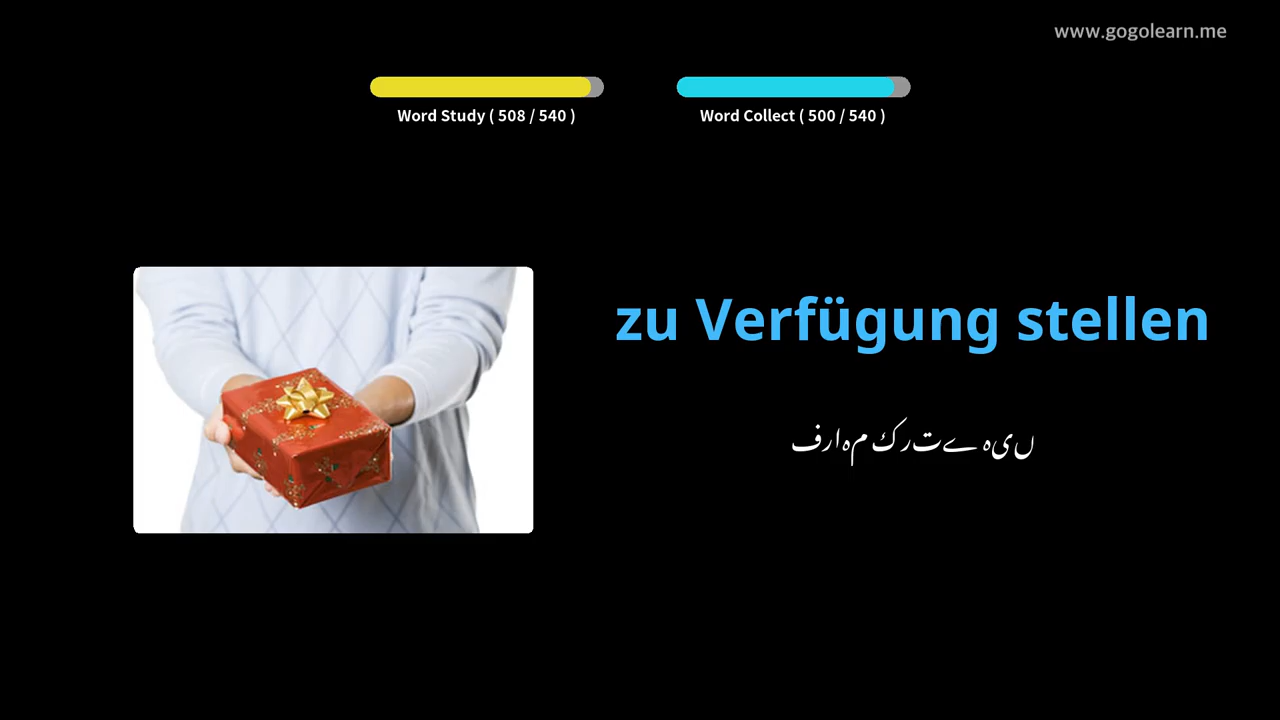 www.gogolearn.me
Word Study ( 508 / 540 )
Word Collect ( 500 / 540 )
zu Verfügung stellen
فراہم کرتے ہیں